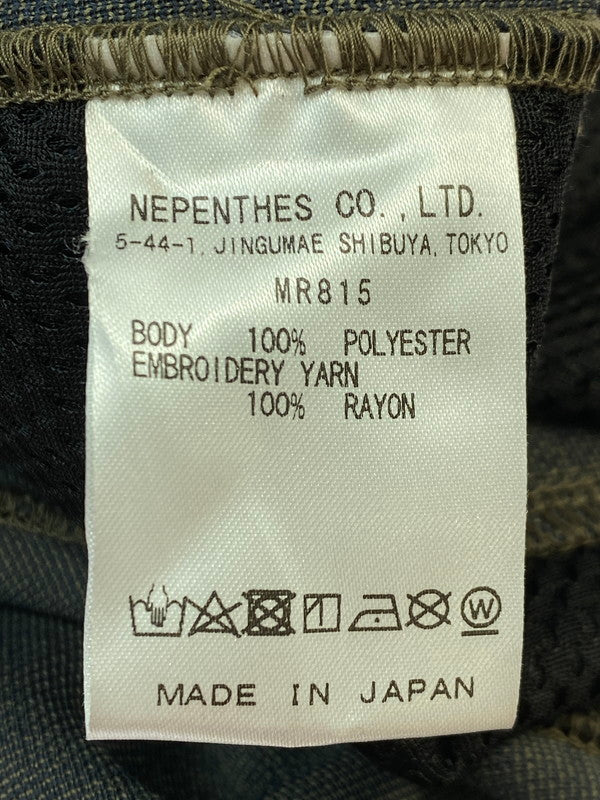 NEPENTHES CO.,LTD.
5-44-1, JINGUMAE SHIBUYA, TOKYO
MR815
BODY 100% POLYESTER
EMBROIDERY YARN
100% RAYON
W
MADE IN JAPAN